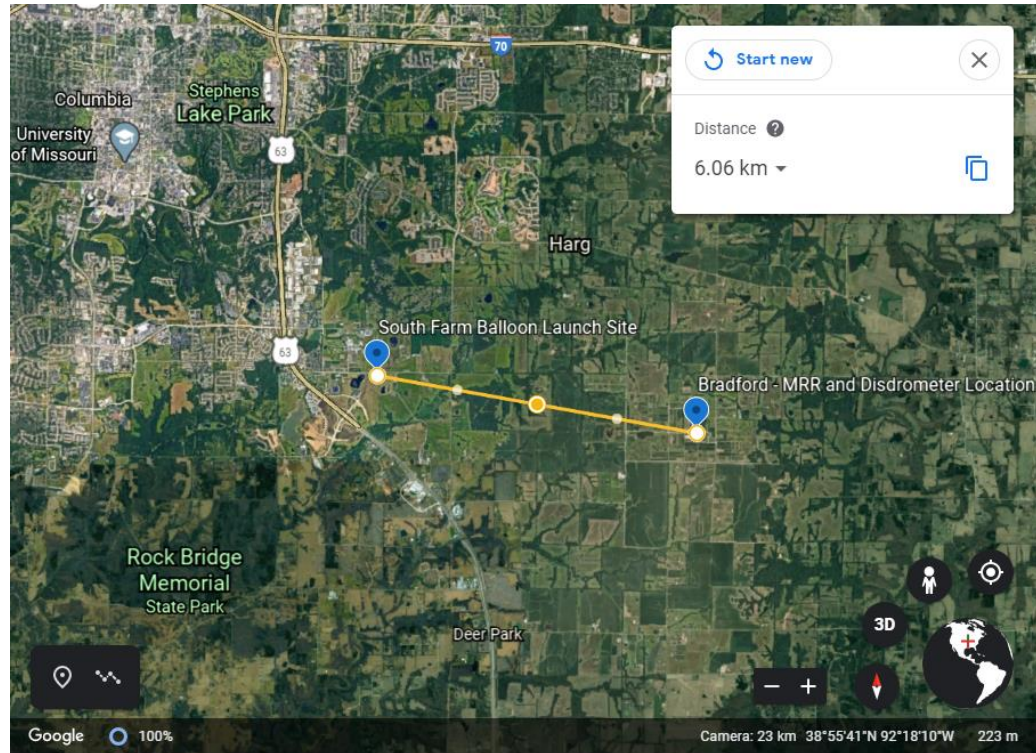 70
Start new
Distance
6.06 km
Columbia
Stephens
Lake Park
University
of Missouri
63
Harg
South Farm Balloon Launch Site
63
Bradford - MRR and Disdrometer Location
Rock Bridge
Memorial
State Park
Deer Park
3D
Google
100%
Camera: 23 km 38°55'41"N 92°18'10"W 223 m